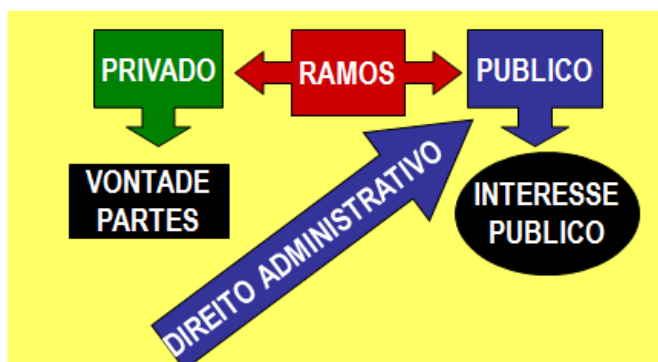 PRIVADO
RAMOS
PUBLICO
VONTADE
PARTES
DIREITO ADMINISTRATIVO
INTERESSE
PUBLICO